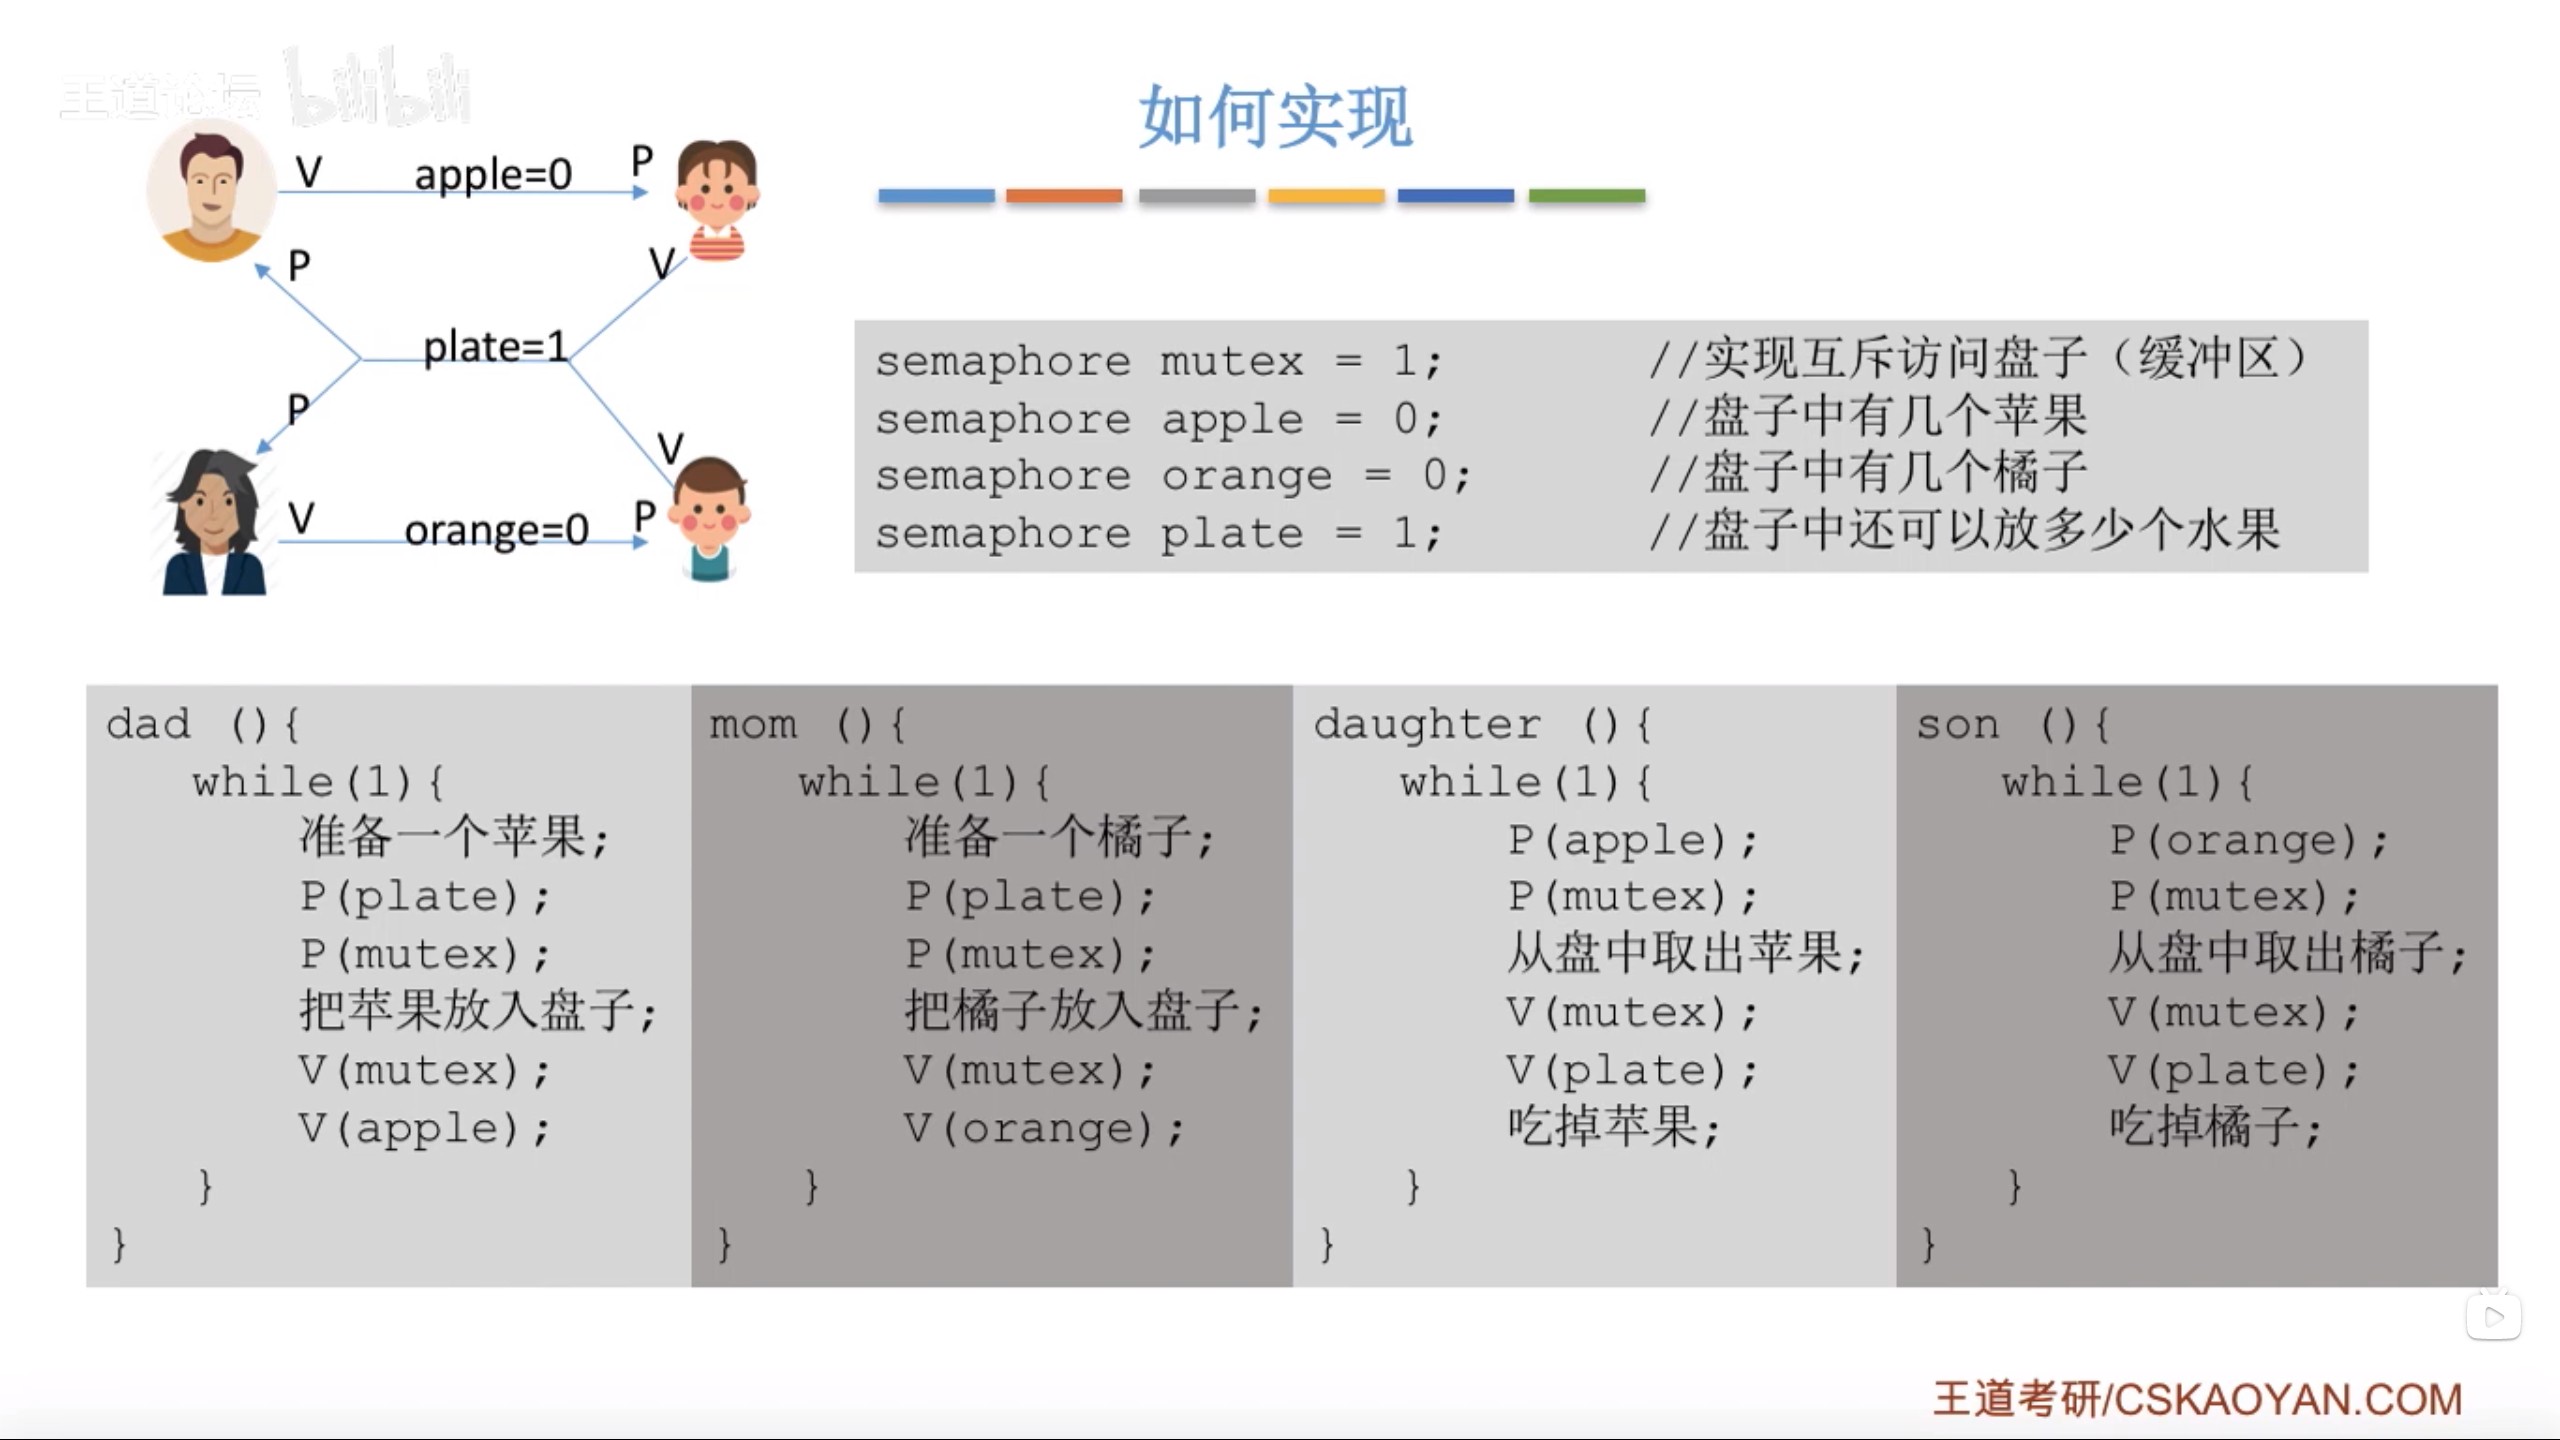 王道论坛 bilibili
如何实现
V apple=0 P
P V
plate=1
P V
V orange=0 P
semaphore mutex = 1; //实现互斥访问盘子（缓冲区）
semaphore apple = 0; //盘子中有几个苹果
semaphore orange = 0; //盘子中有几个橘子
semaphore plate = 1; //盘子中还可以放多少个水果
dad (){
while(1){
准备一个苹果;
P(plate);
P(mutex);
把苹果放入盘子;
V(mutex);
V(apple);
}
}
mom (){
while(1){
准备一个橘子;
P(plate);
P(mutex);
把橘子放入盘子;
V(mutex);
V(orange);
}
}
daughter (){
while(1){
P(apple);
P(mutex);
从盘中取出苹果;
V(mutex);
V(plate);
吃掉苹果;
}
}
son (){
while(1){
P(orange);
P(mutex);
从盘中取出橘子;
V(mutex);
V(plate);
吃掉橘子;
}
}
王道考研/CSKAOYAN.COM